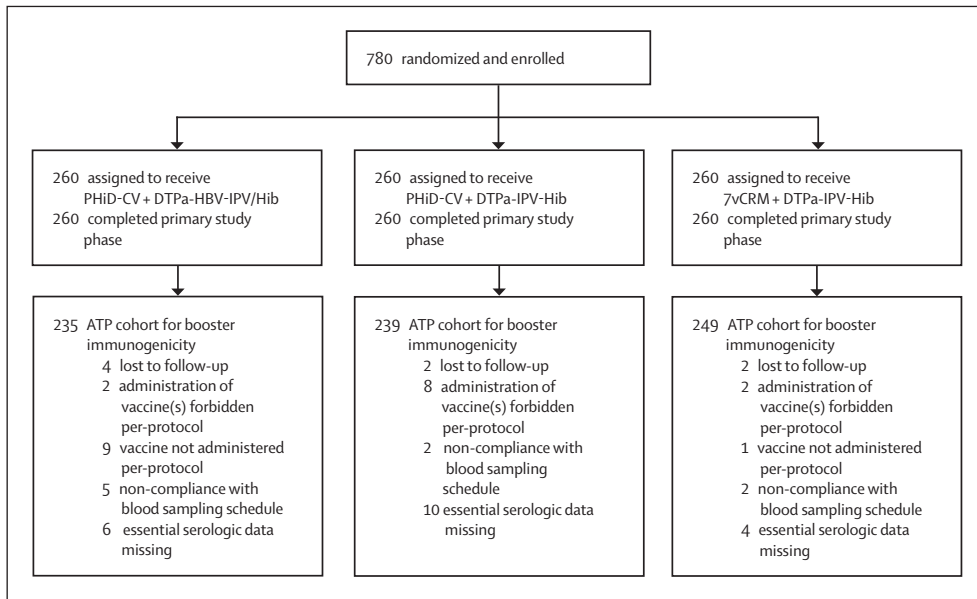 780 randomized and enrolled
260 assigned to receive
PHiD-CV + DTPa-HBV-IPV/Hib
260 completed primary study
phase
260 assigned to receive
PHiD-CV + DTPa-IPV-Hib
260 completed primary study
phase
260 assigned to receive
7vCRM + DTPa-IPV-Hib
260 completed primary study
phase
235 ATP cohort for booster
immunogenicity
4 lost to follow-up
2 administration of
vaccine(s) forbidden
per-protocol
9 vaccine not administered
per-protocol
5 non-compliance with
blood sampling schedule
6 essential serologic data
missing
239 ATP cohort for booster
immunogenicity
2 lost to follow-up
8 administration of
vaccine(s) forbidden
per-protocol
2 non-compliance with
blood sampling
schedule
10 essential serologic data
missing
249 ATP cohort for booster
immunogenicity
2 lost to follow-up
2 administration of
vaccine(s) forbidden
per-protocol
1 vaccine not administered
per-protocol
2 non-compliance with
blood sampling schedule
4 essential serologic data
missing